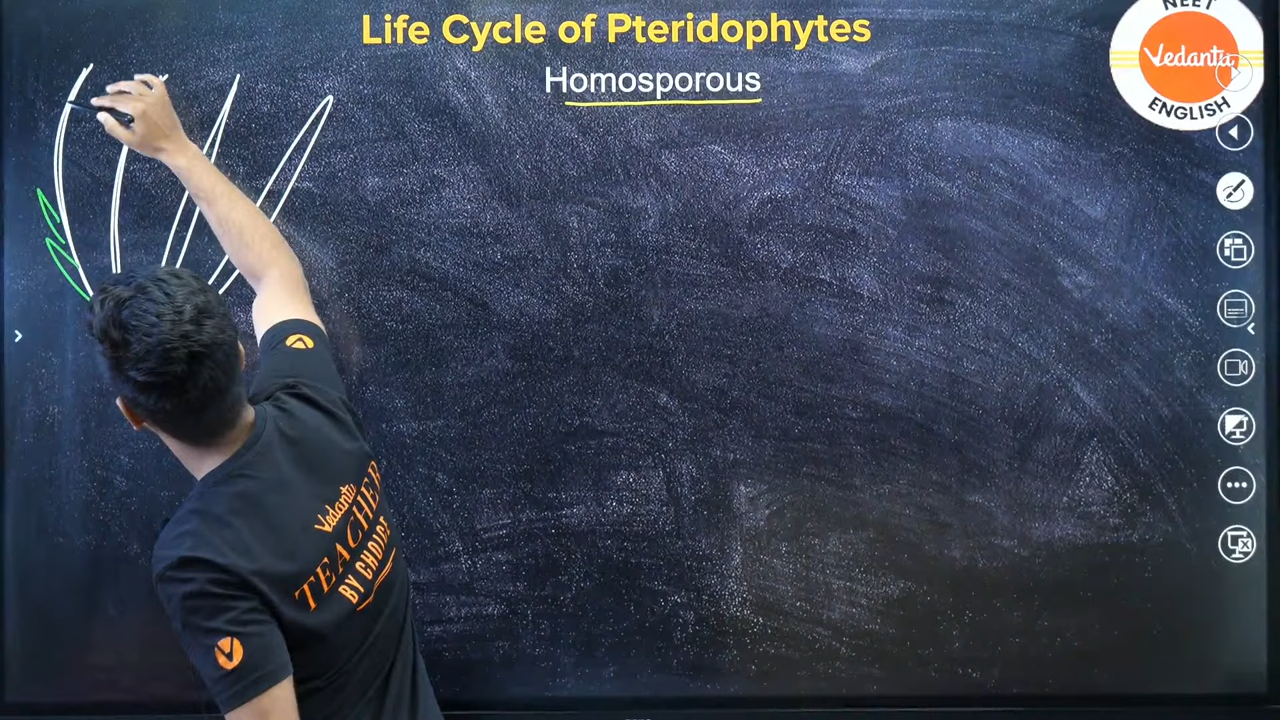 Life Cycle of Pteridophytes
Homosporous
NEET
Vedantu
ENGLISH
Vedantu
TEACHER
BY CHOICE